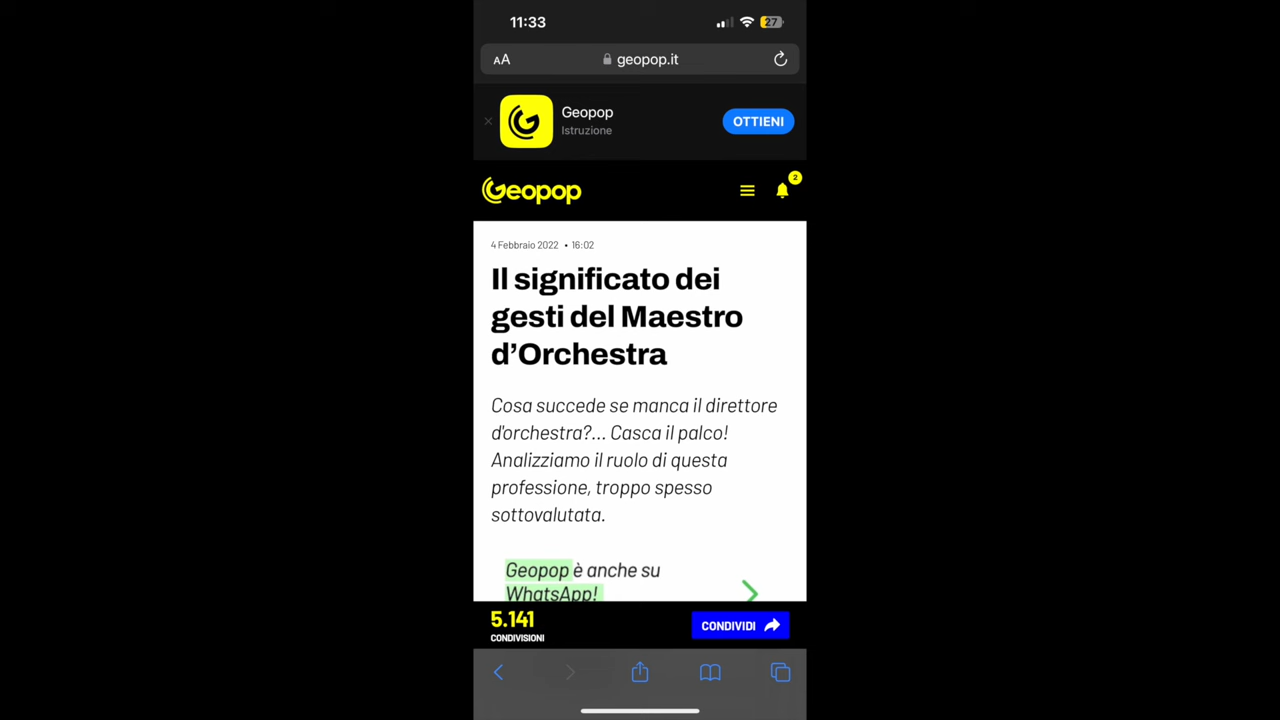 11:33
27
AA
geopop.it
Geopop
Istruzione
OTTIENI
Geopop
2
4 Febbraio 2022 • 16:02
Il significato dei
gesti del Maestro
d’Orchestra
Cosa succede se manca il direttore
d'orchestra?... Casca il palco!
Analizziamo il ruolo di questa
professione, troppo spesso
sottovalutata.
Geopop è anche su
WhatsApp!
5.141
CONDIVISIONI
CONDIVIDI